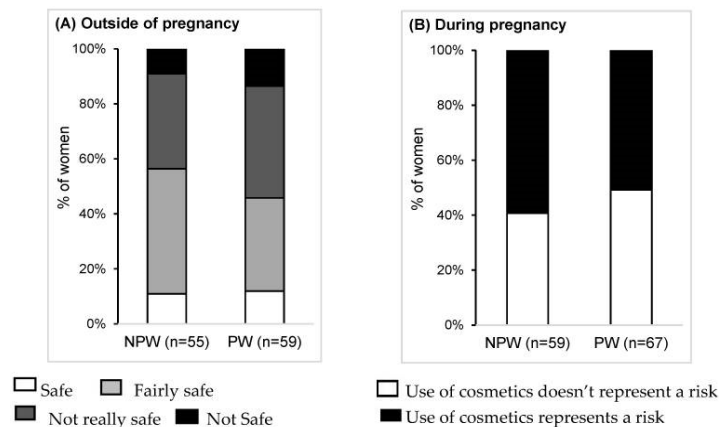 (A) Outside of pregnancy
100%
80%
60%
40%
20%
0%
% of women
NPW (n=55) PW (n=59)
Safe Fairly safe
Not really safe Not Safe
(B) During pregnancy
100%
80%
60%
40%
20%
0%
% of women
NPW (n=59) PW (n=67)
Use of cosmetics doesn't represent a risk
Use of cosmetics represents a risk